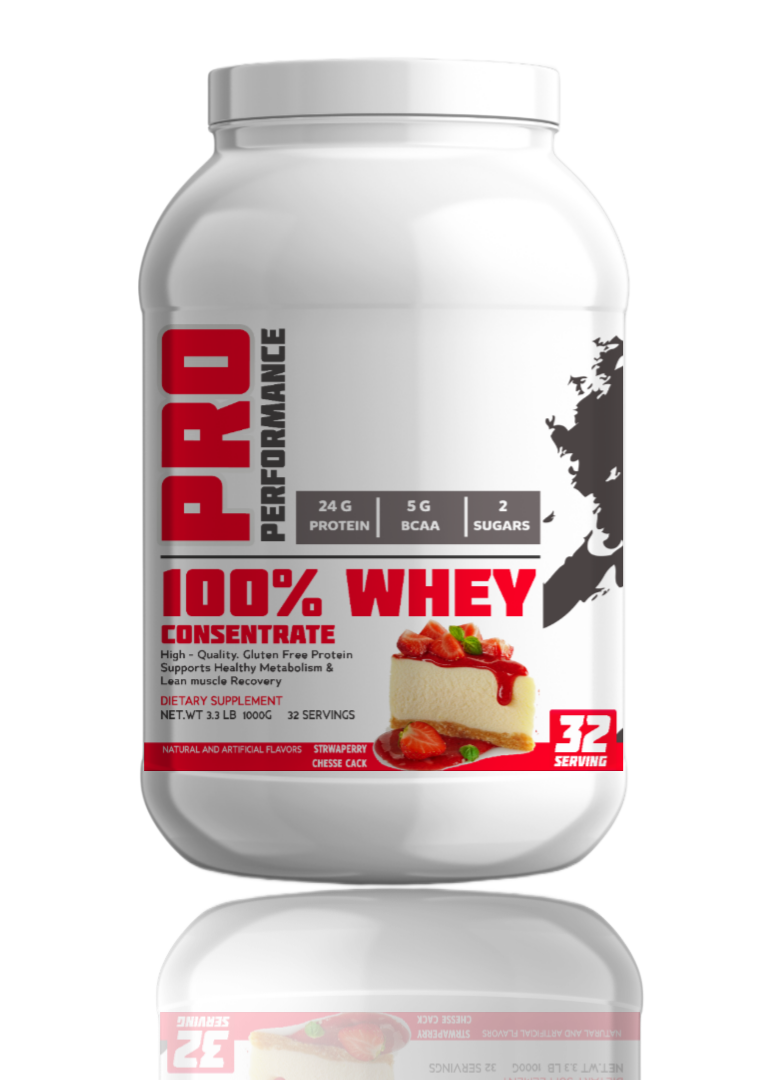 PRO
PERFORMANCE
24 G PROTEIN
5 G BCAA
2 SUGARS
100% WHEY
CONSENTRATE
High - Quality. Gluten Free Protein
Supports Healthy Metabolism &
Lean muscle Recovery
DIETARY SUPPLEMENT
NET.WT 3.3 LB 1000G 32 SERVINGS
NATURAL AND ARTIFICIAL FLAVORS
STRWAPERRY
CHESSE CACK
32
SERVING